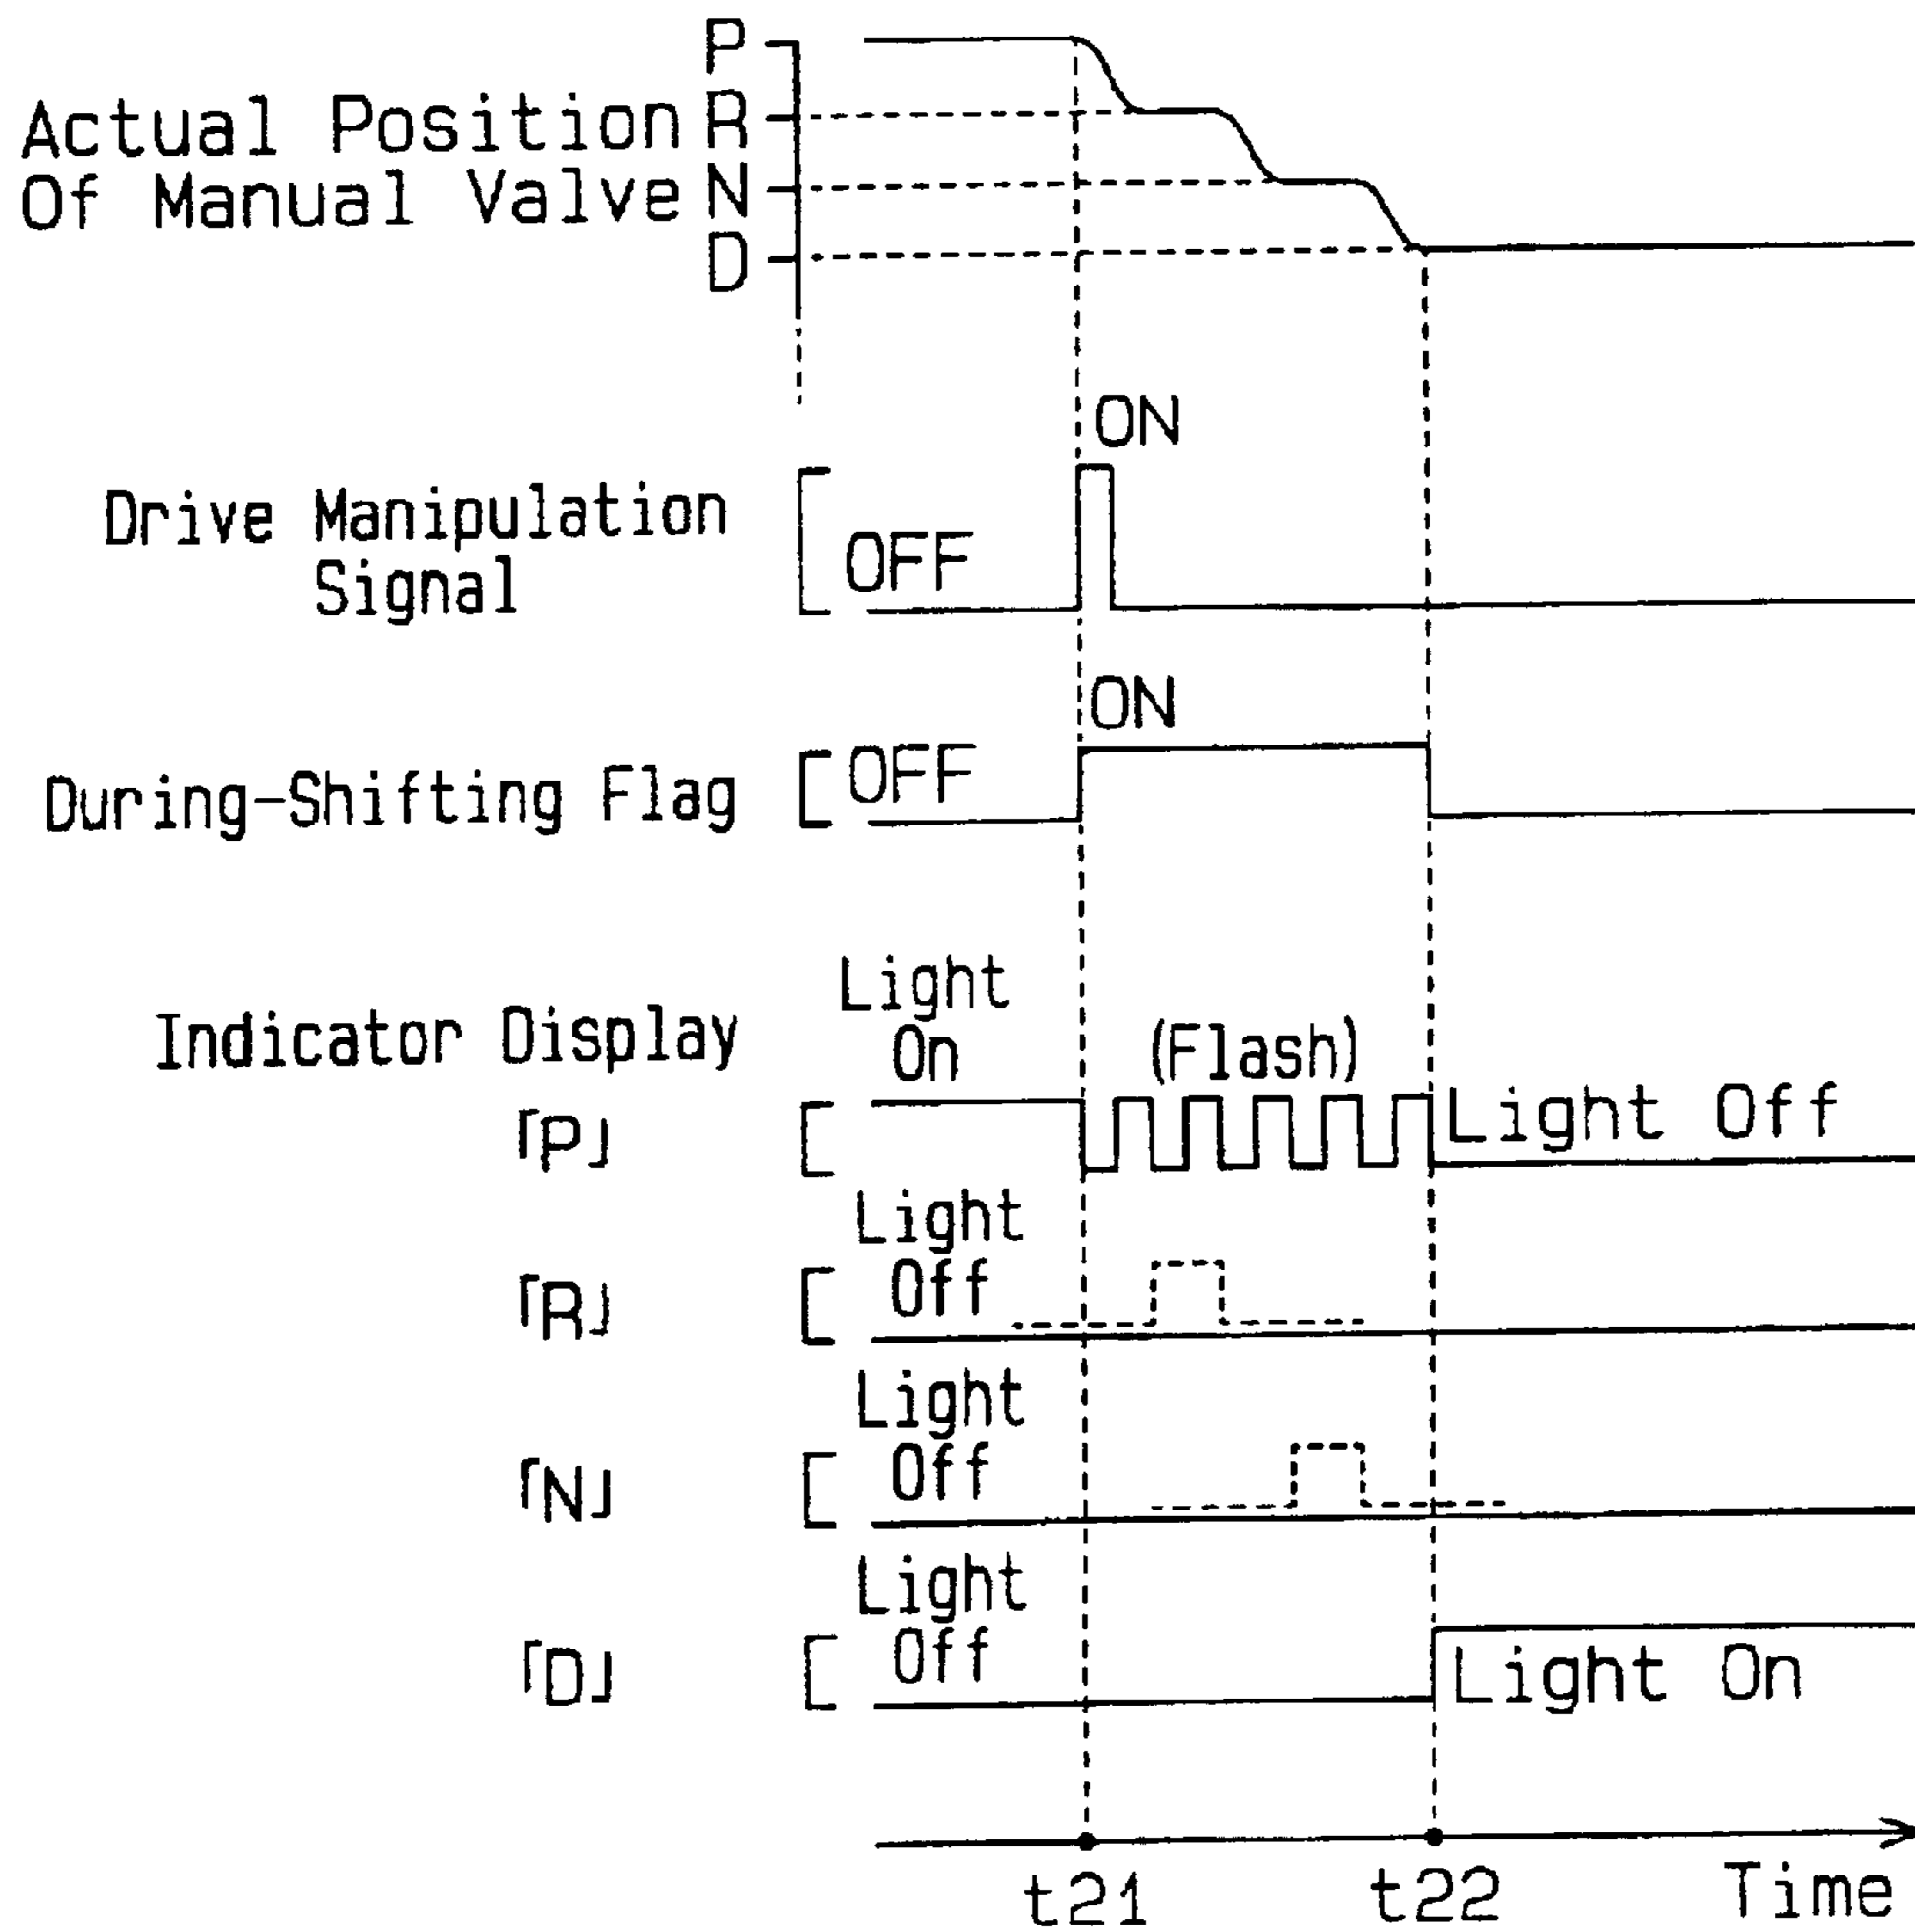 P
Actual Position R
Of Manual Valve N
D
ON
Drive Manipulation
Signal
OFF
ON
During-Shifting Flag
OFF
Indicator Display
Light
On
(Flash)
「P」
Light Off
Light
Off
「R」
Light
Off
「N」
Light
Off
「D」
Light On
t21
t22
Time